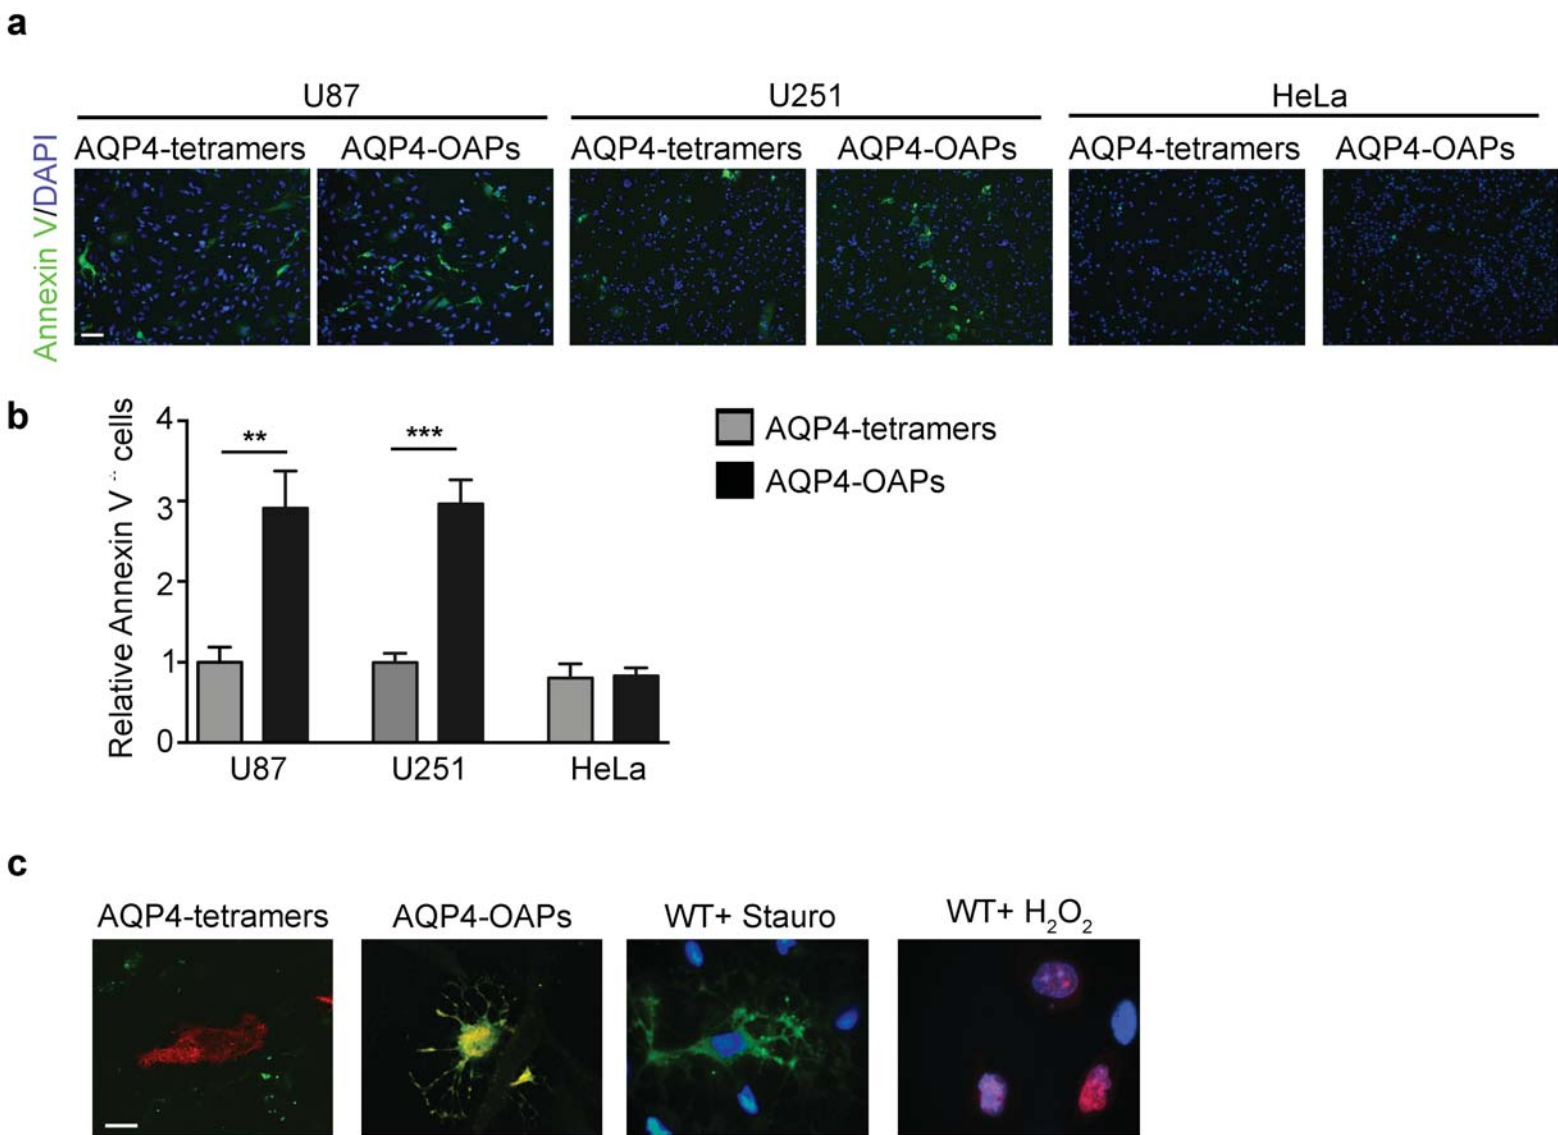 a
U87
U251
HeLa
AQP4-tetramers
AQP4-OAPs
AQP4-tetramers
AQP4-OAPs
AQP4-tetramers
AQP4-OAPs
Annexin V/DAPI
b
Relative Annexin V cells
4
3
2
1
0
**
***
U87
U251
HeLa
AQP4-tetramers
AQP4-OAPs
c
AQP4-tetramers
AQP4-OAPs
WT+ Stauro
WT+ H₂O₂